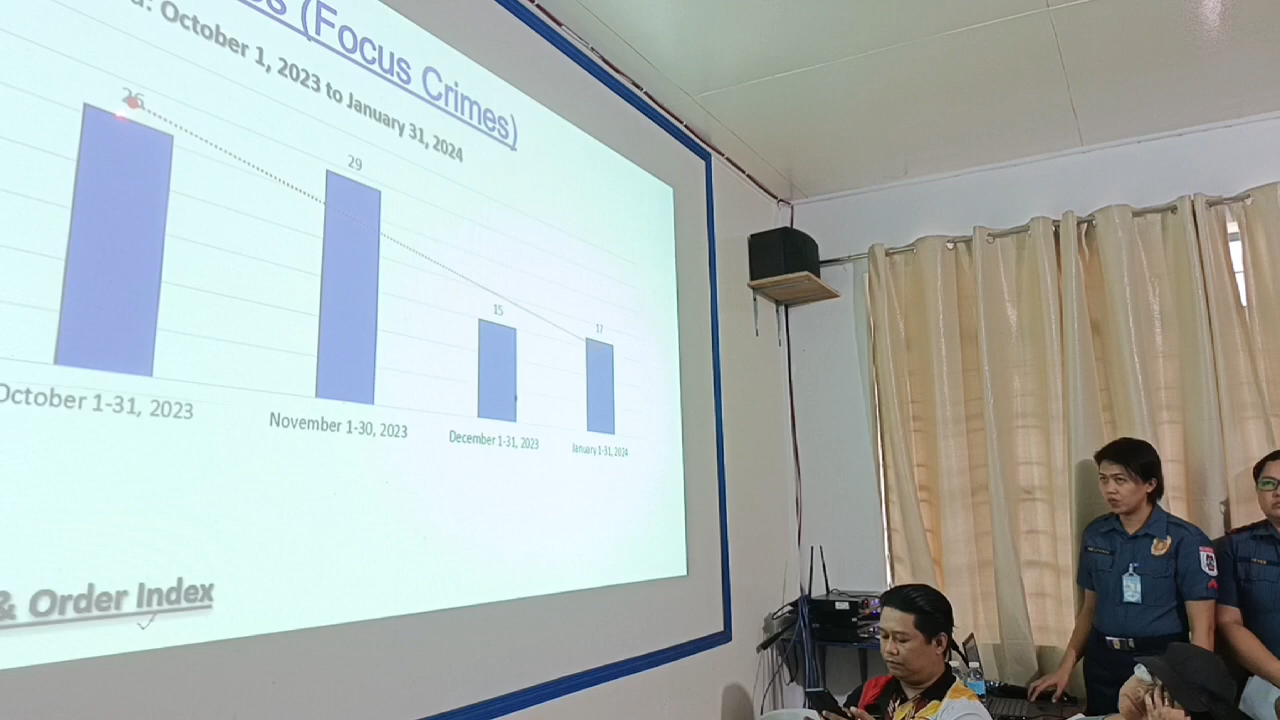 (Focus Crimes)
October 1, 2023 to January 31, 2024
26
29
15
17
October 1-31, 2023
November 1-30, 2023
December 1-31, 2023
January 1-31, 2024
& Order Index